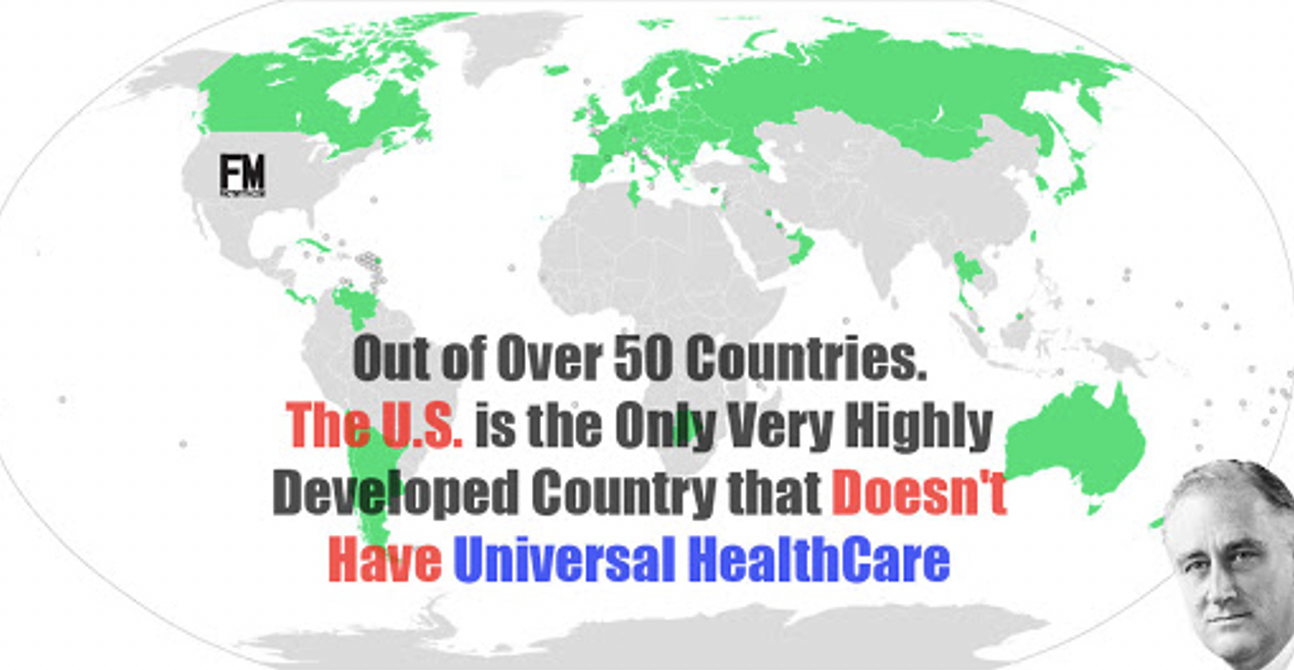 FM
Out of Over 50 Countries.
The U.S. is the Only Very Highly
Developed Country that Doesn't
Have Universal HealthCare